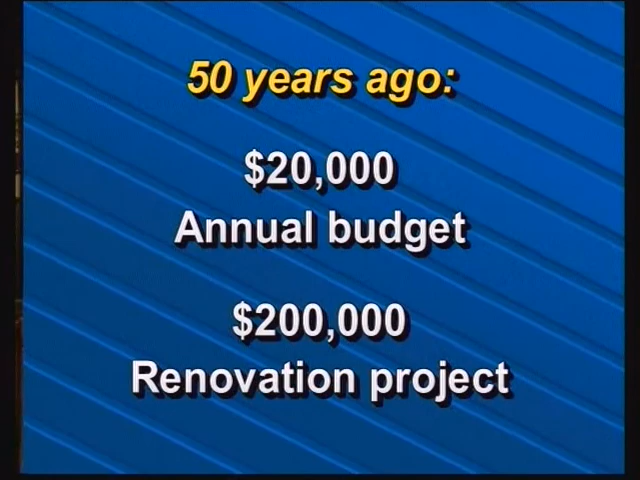 50 years ago:
$20,000
Annual budget
$200,000
Renovation project